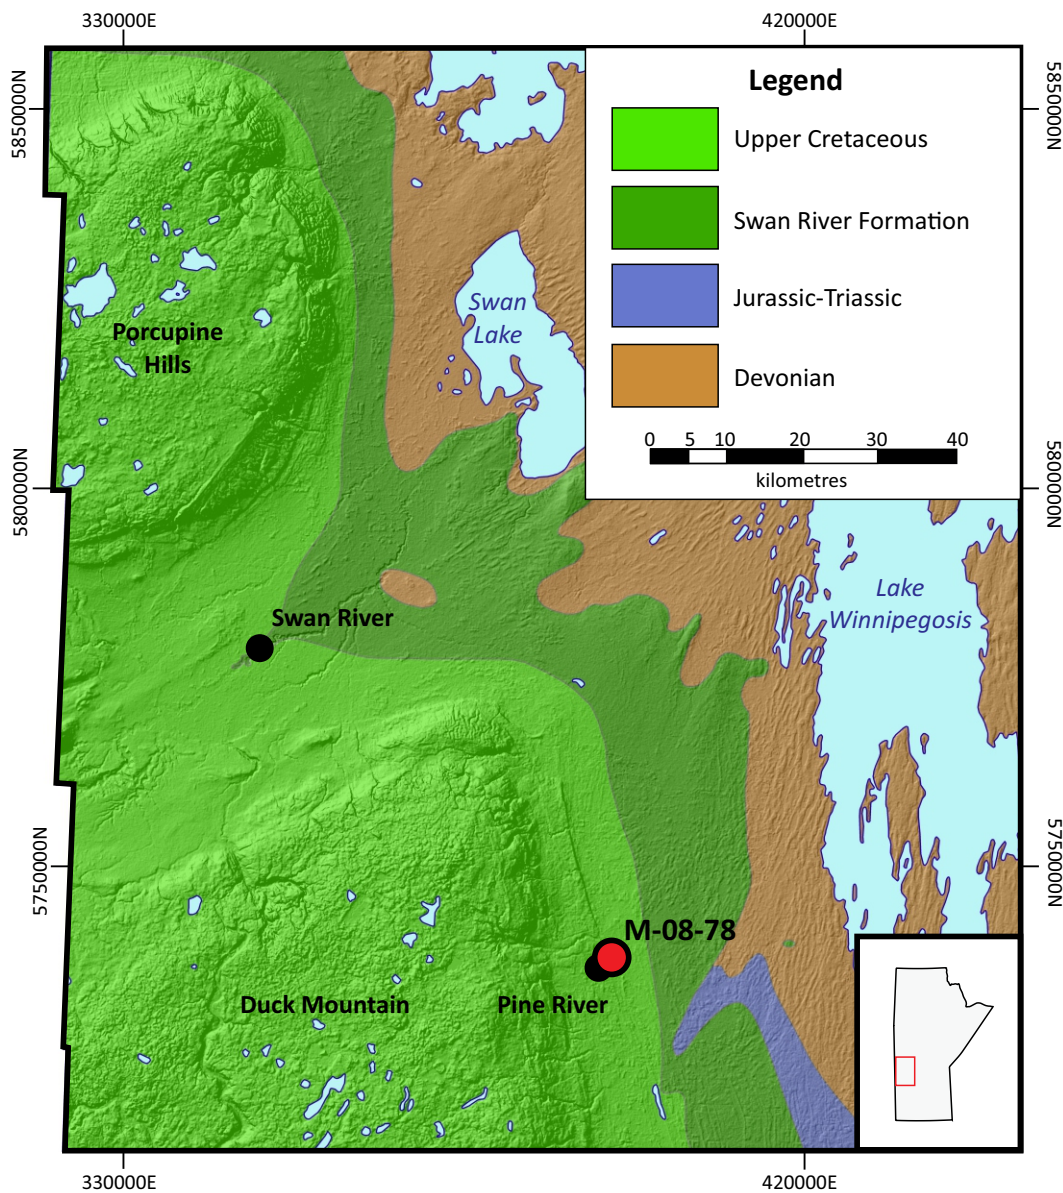 330000E
420000E
5850000N
5850000N
Legend
Upper Cretaceous
Swan River Formation
Jurassic-Triassic
Devonian
0 5 10 20 30 40
kilometres
Swan
Lake
Porcupine
Hills
5800000N
5800000N
Lake
Winnipegosis
Swan River
5750000N
5750000N
M-08-78
Duck Mountain
Pine River
330000E
420000E